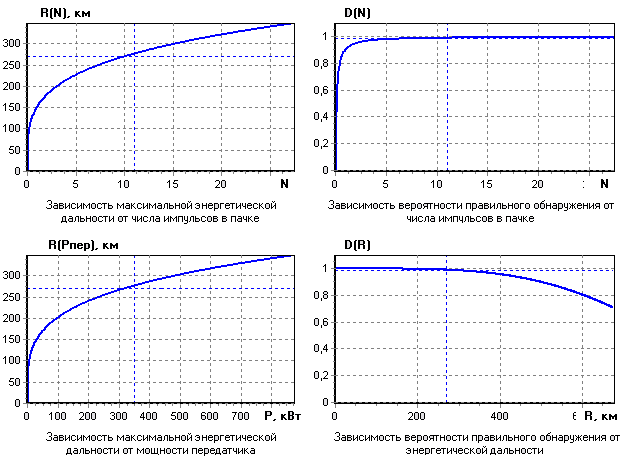 R(N), км
350
300
250
200
150
100
50
0
0 5 10 15 20 N
Зависимость максимальной энергетической
дальности от числа импульсов в пачке
D(N)
1
0,8
0,6
0,4
0,2
0
0 5 10 15 20 N
Зависимость вероятности правильного обнаружения от
числа импульсов в пачке
R(Pпер), км
300
250
200
150
100
50
0
0 100 200 300 400 500 600 700 P, кВт
Зависимость максимальной энергетической
дальности от мощности передатчика
D(R)
1
0,8
0,6
0,4
0,2
0
0 200 400 R, км
Зависимость вероятности правильного обнаружения от
энергетической дальности